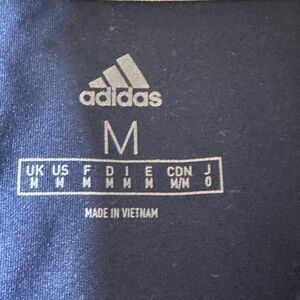 adidas
M
UK US F D I E CDN J
M M M M M M M/M O
MADE IN VIETNAM